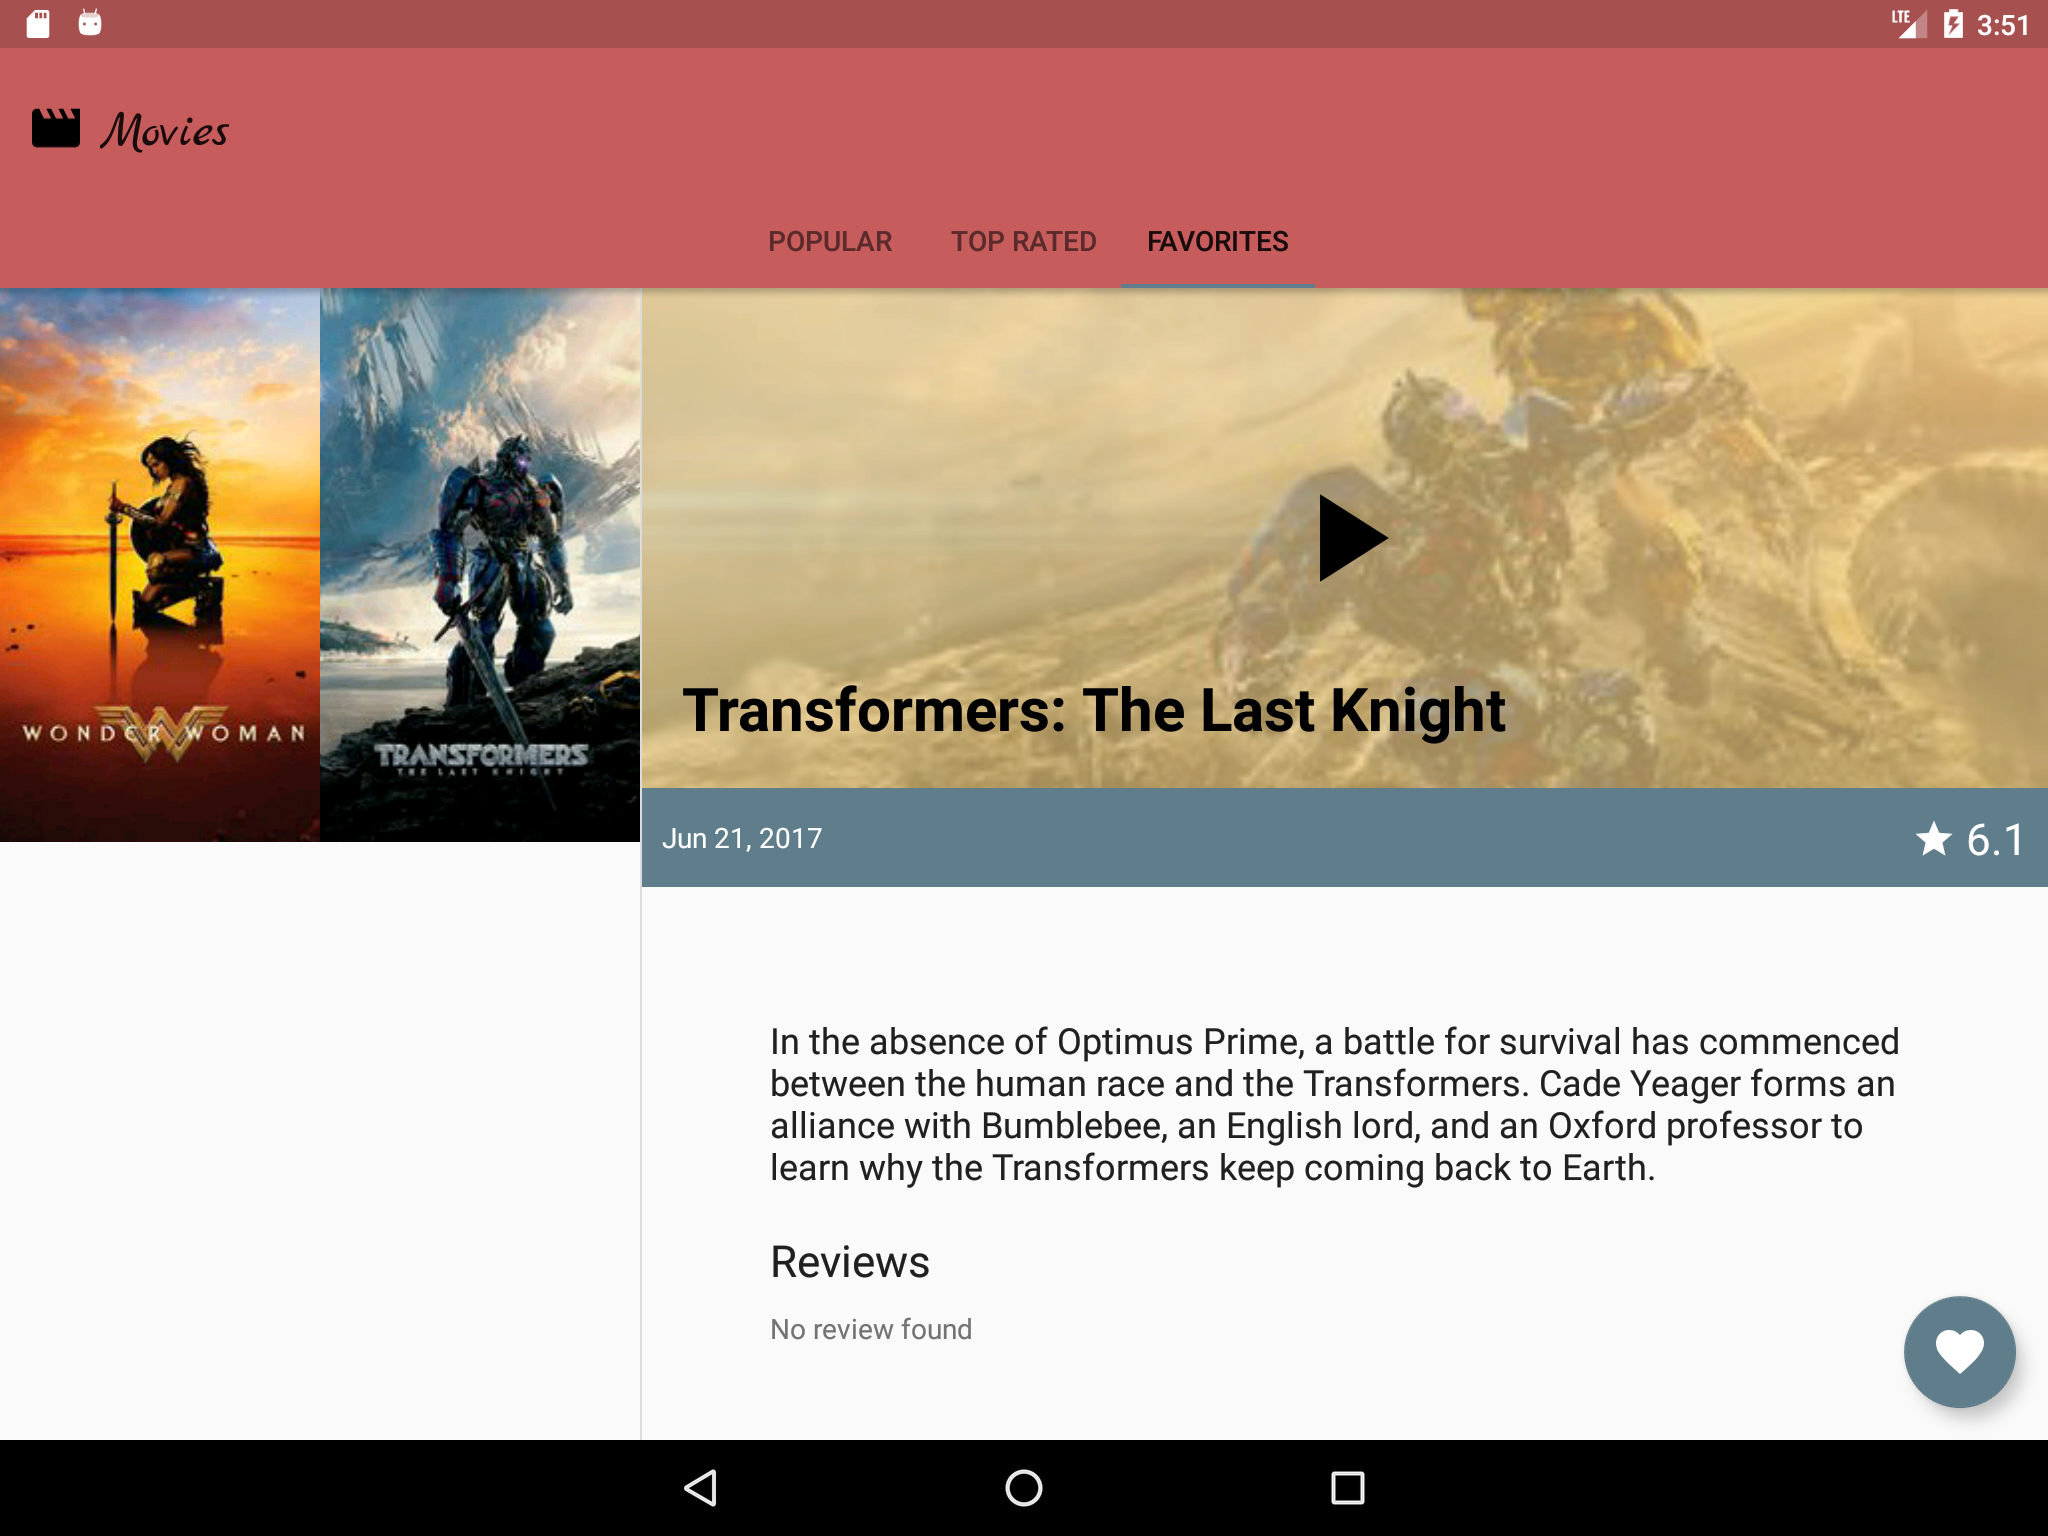 LTE 3:51
Movies
POPULAR TOP RATED FAVORITES
WONDER WOMAN
TRANSFORMERS
THE LAST KNIGHT
Transformers: The Last Knight
Jun 21, 2017
6.1
In the absence of Optimus Prime, a battle for survival has commenced
between the human race and the Transformers. Cade Yeager forms an
alliance with Bumblebee, an English lord, and an Oxford professor to
learn why the Transformers keep coming back to Earth.
Reviews
No review found